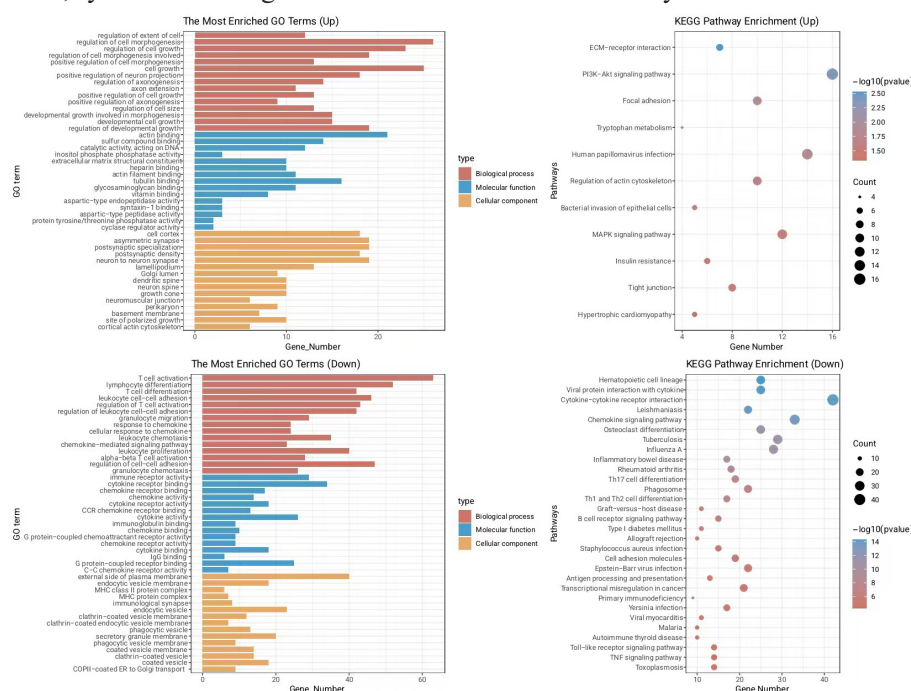 The Most Enriched GO Terms (Up)
regulation of extent of cell
regulation of cell morphogenesis
regulation of cell growth
regulation of cell morphogenesis involved
positive regulation of cell morphogenesis
cell growth
positive regulation of neuron projection
regulation of axonogenesis
axon extension
positive regulation of cell growth
positive regulation of axonogenesis
regulation of cell size
developmental growth involved in morphogenesis
developmental cell growth
regulation of developmental growth
actin binding
sulfur compound binding
catalytic activity, acting on DNA
inositol phosphate phosphatase activity
extracellular matrix structural constituent
heparin binding
actin filament binding
tubulin binding
glycosaminoglycan binding
vitamin binding
aspartic-type endopeptidase activity
syntaxin-1 binding
aspartic-type peptidase activity
protein tyrosine/threonine phosphatase activity
cyclase regulator activity
cell cortex
asymmetric synapse
postsynaptic specialization
postsynaptic density
neuron to neuron synapse
lamellipodium
Golgi lumen
dendritic spine
neuron spine
growth cone
neuromuscular junction
perikaryon
basement membrane
site of polarized growth
cortical actin cytoskeleton
0 10 20
Gene_Number
GO term
type
Biological process
Molecular function
Cellular component
KEGG Pathway Enrichment (Up)
ECM-receptor interaction
PI3K-Akt signaling pathway
Focal adhesion
Tryptophan metabolism
Human papillomavirus infection
Regulation of actin cytoskeleton
Bacterial invasion of epithelial cells
MAPK signaling pathway
Insulin resistance
Tight junction
Hypertrophic cardiomyopathy
4 8 12 16
Gene Number
Pathways
-log10(pvalue)
2.50
2.25
2.00
1.75
1.50
Count
4
6
8
10
12
14
16
The Most Enriched GO Terms (Down)
T cell activation
lymphocyte differentiation
T cell differentiation
leukocyte cell-cell adhesion
regulation of T cell activation
regulation of leukocyte cell-cell adhesion
granulocyte migration
response to chemokine
cellular response to chemokine
leukocyte chemotaxis
chemokine-mediated signaling pathway
leukocyte proliferation
alpha-beta T cell activation
regulation of cell-cell adhesion
granulocyte chemotaxis
immune receptor activity
cytokine receptor binding
chemokine receptor binding
chemokine activity
cytokine receptor activity
CCR chemokine receptor binding
cytokine activity
immunoglobulin binding
chemokine binding
G protein-coupled chemoattractant receptor activity
chemokine receptor activity
cytokine binding
IgG binding
G protein-coupled receptor binding
C-C chemokine receptor activity
external side of plasma membrane
endocytic vesicle membrane
MHC class II protein complex
MHC protein complex
immunological synapse
endocytic vesicle
clathrin-coated vesicle membrane
clathrin-coated endocytic vesicle membrane
phagocytic vesicle
secretory granule membrane
phagocytic vesicle membrane
coated vesicle membrane
clathrin-coated vesicle
coated vesicle
COPII-coated ER to Golgi transport
0 20 40 60
Gene_Number
GO term
type
Biological process
Molecular function
Cellular component
KEGG Pathway Enrichment (Down)
Hematopoietic cell lineage
Viral protein interaction with cytokine
Cytokine-cytokine receptor interaction
Leishmaniasis
Chemokine signaling pathway
Osteoclast differentiation
Tuberculosis
Influenza A
Inflammatory bowel disease
Rheumatoid arthritis
Th17 cell differentiation
Phagosome
Th1 and Th2 cell differentiation
Graft-versus-host disease
B cell receptor signaling pathway
Type I diabetes mellitus
Allograft rejection
Staphylococcus aureus infection
Cell adhesion molecules
Epstein-Barr virus infection
Antigen processing and presentation
Transcriptional misregulation in cancer
Primary immunodeficiency
Yersinia infection
Viral myocarditis
Malaria
Autoimmune thyroid disease
Toll-like receptor signaling pathway
TNF signaling pathway
Toxoplasmosis
10 20 30 40
Gene Number
Pathways
Count
10
20
30
40
-log10(pvalue)
14
12
10
8
6